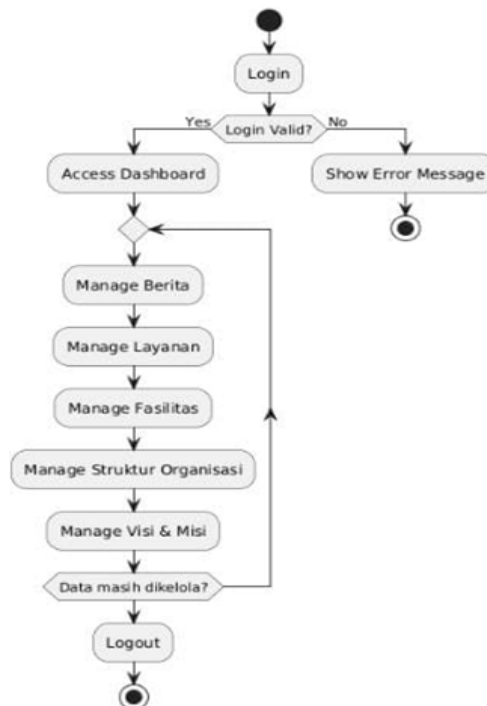 Login
Yes
Login Valid?
No
Access Dashboard
Show Error Message
Manage Berita
Manage Layanan
Manage Fasilitas
Manage Struktur Organisasi
Manage Visi & Misi
Data masih dikelola?
Logout